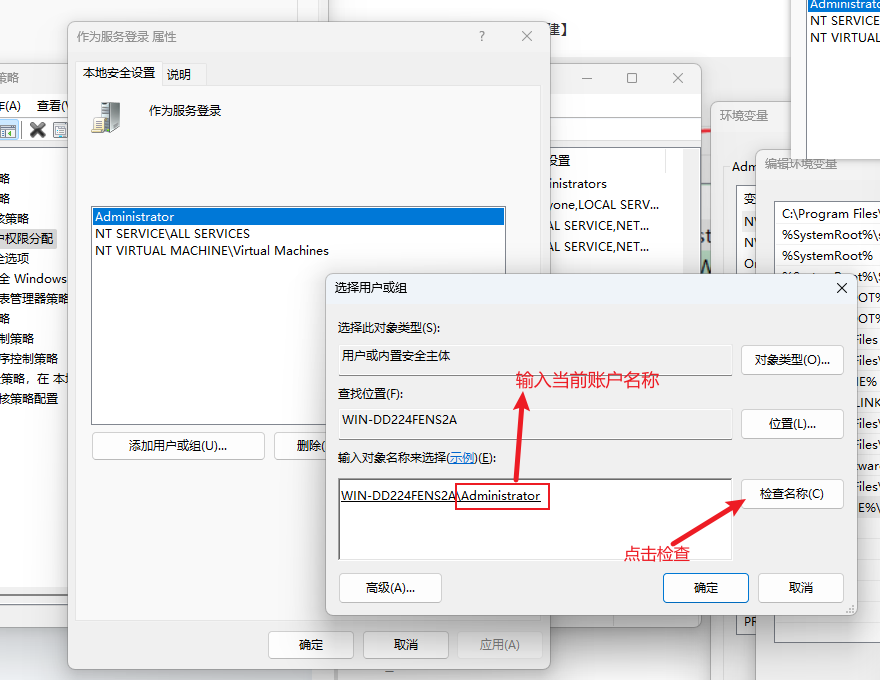 作为服务登录 属性
本地安全设置
说明
作为服务登录
Administrator
NT SERVICE\ALL SERVICES
NT VIRTUAL MACHINE\Virtual Machines
添加用户或组(U)...
删除(
确定
取消
应用(A)
选择用户或组
选择此对象类型(S):
用户或内置安全主体
对象类型(O)...
查找位置(F):
WIN-DD224FENS2A
位置(L)...
输入对象名称来选择(示例)(E):
WIN-DD224FENS2A\Administrator
检查名称(C)
高级(A)...
确定
取消
输入当前账户名称
点击检查
建】
策略
作(A)
查看(V
略
略
核策略
户权限分配
全选项
全 Windows
表管理器策略
略
制策略
序控制策略
策略，在 本地
核策略配置
设置
inistrators
yone,LOCAL SERV...
AL SERVICE,NET...
AL SERVICE,NET...
Administrato
NT SERVICE
NT VIRTUAL
环境变量
Adm
变
N
N
O
PF
编辑环境变量
C:\Program Files\
%SystemRoot%\s
%SystemRoot%
%SystemRoot%\S
OT%
OT%
Files
Files
ME%
LINK
Files\
Files\
twar
Files\
E%\